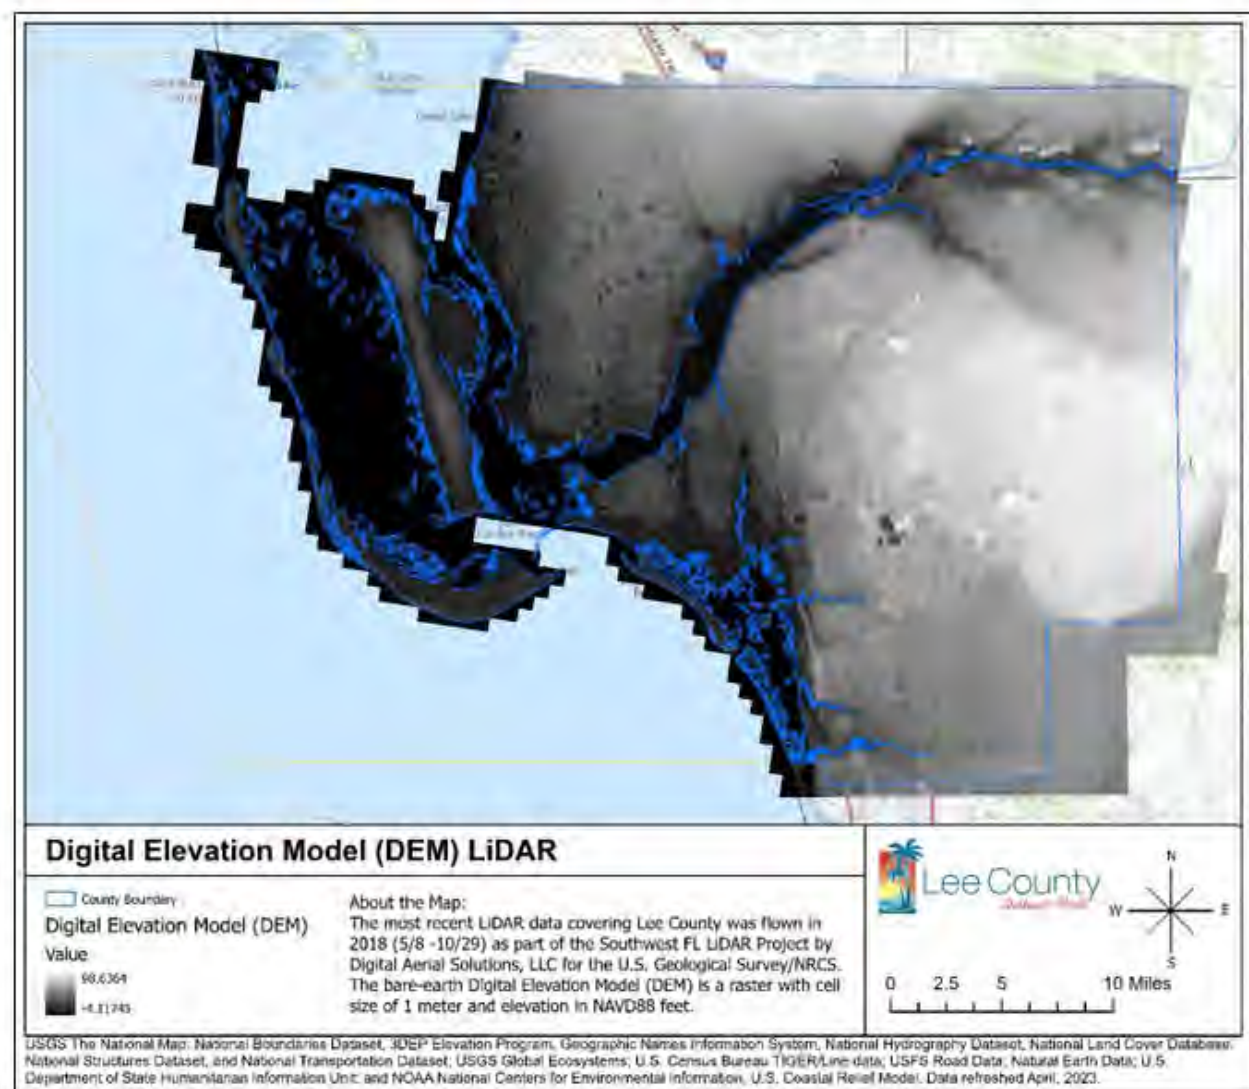 Digital Elevation Model (DEM) LiDAR
County Boundary
Digital Elevation Model (DEM)
Value
98.6364
About the Map:
The most recent LiDAR data covering Lee County was flown in
2018 (5/8 -10/29) as part of the Southwest FL LiDAR Project by
Digital Aerial Solutions, LLC for the U.S. Geological Survey/NRCS.
The bare-earth Digital Elevation Model (DEM) is a raster with cell
size of 1 meter and elevation in NAVD88 feet.
Lee County
Southwest Florida
N
W
E
S
0 2.5 5 10 Miles
USGS The National Map: National Boundaries Dataset, 3DEP Elevation Program, Geographic Names Information System, National Hydrography Dataset, National Land Cover Database,
National Structures Dataset, and National Transportation Dataset; USGS Global Ecosystems; U.S. Census Bureau TIGER/Line data; USFS Road Data; Natural Earth Data; U.S.
Department of State Humanitarian Information Unit; and NOAA National Centers for Environmental Information, U.S. Coastal Relief Model. Data refreshed April, 2023.